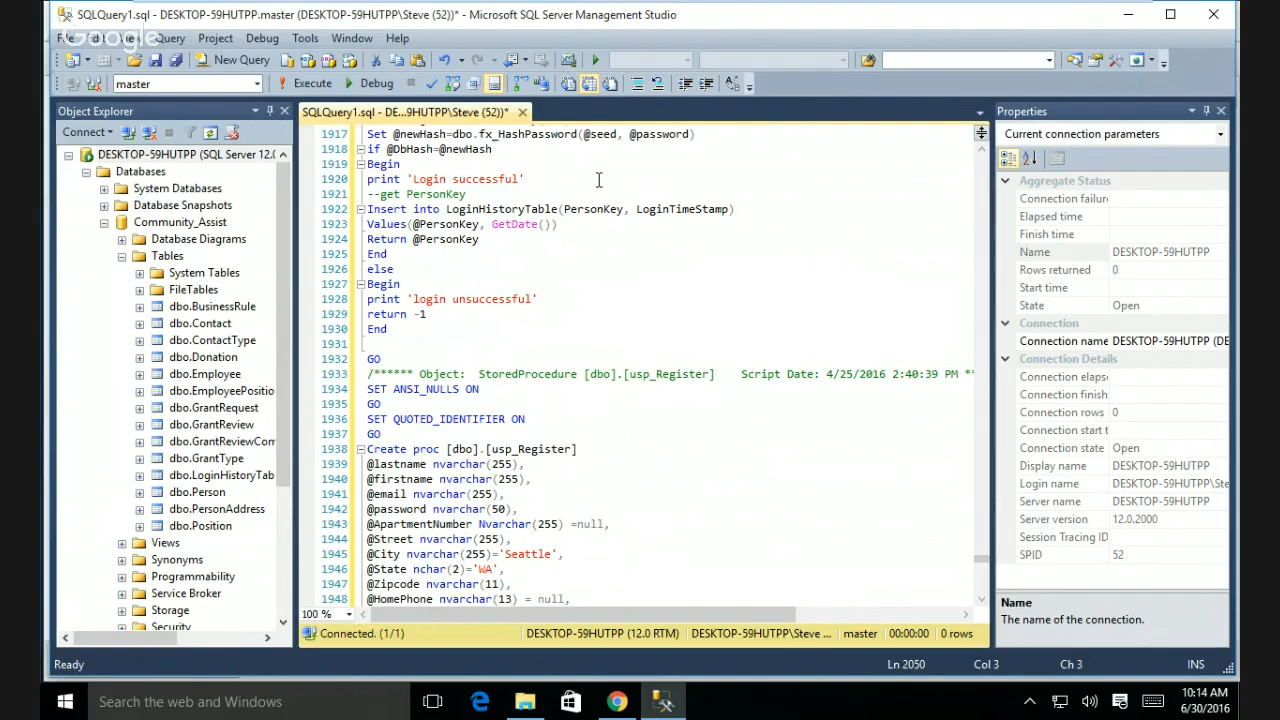 SQLQuery1.sql - DESKTOP-59HUTPP.master (DESKTOP-59HUTPP\Steve (52))* - Microsoft SQL Server Management Studio
Google
File Edit View Query Project Debug Tools Window Help
New Query
master Execute Debug
Object Explorer
Connect
DESKTOP-59HUTPP (SQL Server 12.0
Databases
System Databases
Database Snapshots
Community_Assist
Database Diagrams
Tables
System Tables
FileTables
dbo.BusinessRule
dbo.Contact
dbo.ContactType
dbo.Donation
dbo.Employee
dbo.EmployeePositio
dbo.GrantRequest
dbo.GrantReview
dbo.GrantReviewCom
dbo.GrantType
dbo.LoginHistoryTab
dbo.Person
dbo.PersonAddress
dbo.Position
Views
Synonyms
Programmability
Service Broker
Storage
Security
SQLQuery1.sql - DE...9HUTPP\Steve (52))*
1917 Set @newHash=dbo.fx_HashPassword(@seed, @password)
1918 if @DbHash=@newHash
1919 Begin
1920 print 'Login successful'
1921 --get PersonKey
1922 Insert into LoginHistoryTable(PersonKey, LoginTimeStamp)
1923 Values(@PersonKey, GetDate())
1924 Return @PersonKey
1925 End
1926 else
1927 Begin
1928 print 'login unsuccessful'
1929 return -1
1930 End
1931
1932 GO
1933 /****** Object:  StoredProcedure [dbo].[usp_Register]    Script Date: 4/25/2016 2:40:39 PM **
1934 SET ANSI_NULLS ON
1935 GO
1936 SET QUOTED_IDENTIFIER ON
1937 GO
1938 Create proc [dbo].[usp_Register]
1939 @lastname nvarchar(255),
1940 @firstname nvarchar(255),
1941 @email nvarchar(255),
1942 @password nvarchar(50),
1943 @ApartmentNumber Nvarchar(255) =null,
1944 @Street nvarchar(255),
1945 @City nvarchar(255)='Seattle',
1946 @State nchar(2)='WA',
1947 @Zipcode nvarchar(11),
1948 @HomePhone nvarchar(13) = null,
100 %
Connected. (1/1) DESKTOP-59HUTPP (12.0 RTM) DESKTOP-59HUTPP\Steve ... master 00:00:00 0 rows
Properties
Current connection parameters
Aggregate Status
Connection failure
Elapsed time
Finish time
Name DESKTOP-59HUTPP
Rows returned 0
Start time
State Open
Connection
Connection name DESKTOP-59HUTPP (DE
Connection Details
Connection elaps
Connection finish
Connection rows 0
Connection start t
Connection state Open
Display name DESKTOP-59HUTPP
Login name DESKTOP-59HUTPP\Ste
Server name DESKTOP-59HUTPP
Server version 12.0.2000
Session Tracing ID
SPID 52
Name
The name of the connection.
Ready Ln 2050 Col 3 Ch 3 INS
Search the web and Windows
10:14 AM
6/30/2016